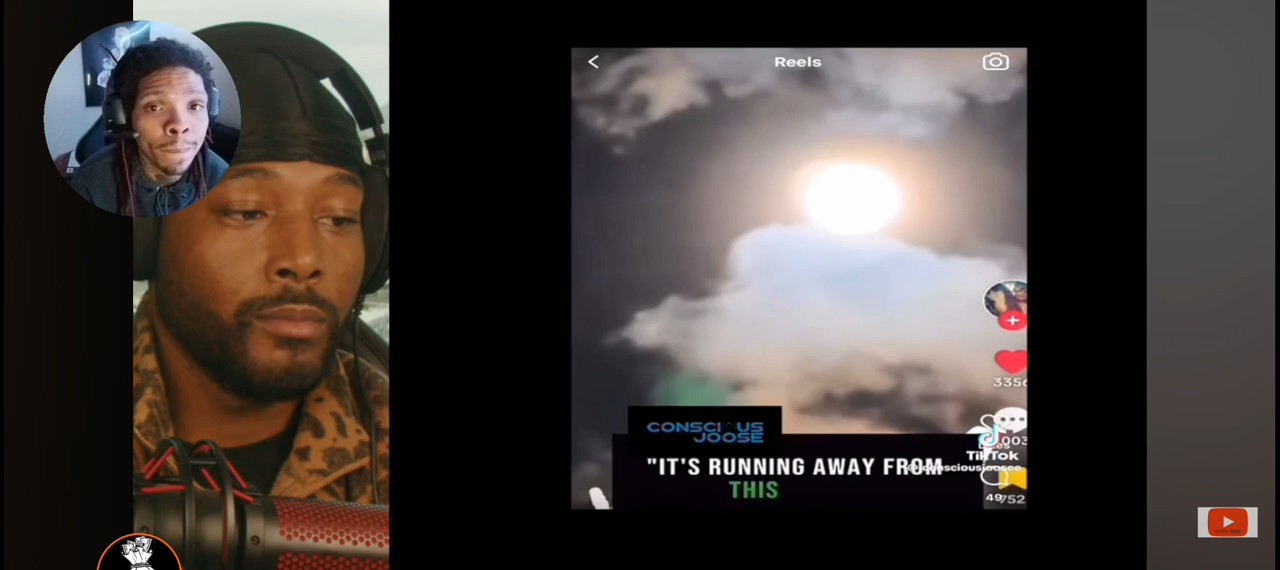 Reels
3356
CONSCIOUS
JOOSE
"IT'S RUNNING AWAY FROM
THIS
TikTok